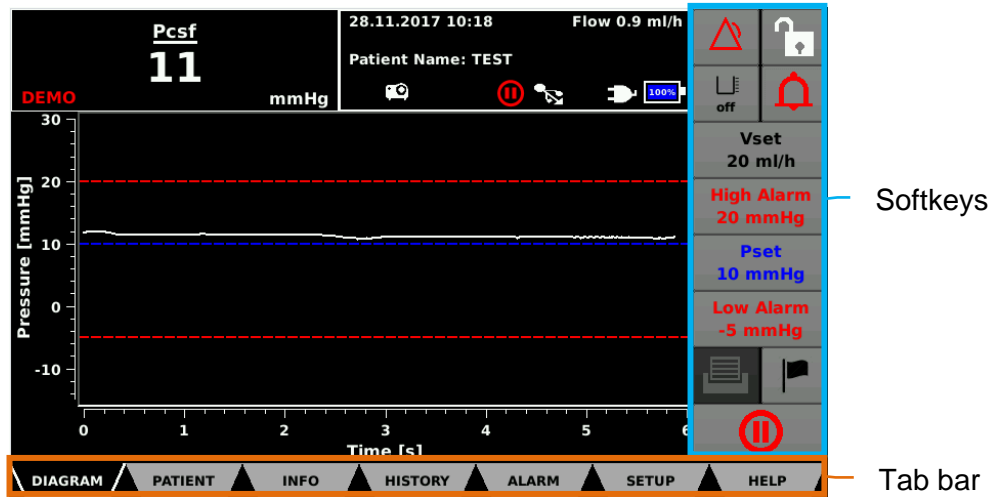 Pcsf
11
DEMO
mmHg
28.11.2017 10:18 Flow 0.9 ml/h
Patient Name: TEST
100%
off
Vset
20 ml/h
High Alarm
20 mmHg
Pset
10 mmHg
Low Alarm
-5 mmHg
Softkeys
Pressure [mmHg]
30
20
10
0
-10
0 1 2 3 4 5 6
Time [s]
DIAGRAM PATIENT INFO HISTORY ALARM SETUP HELP
Tab bar